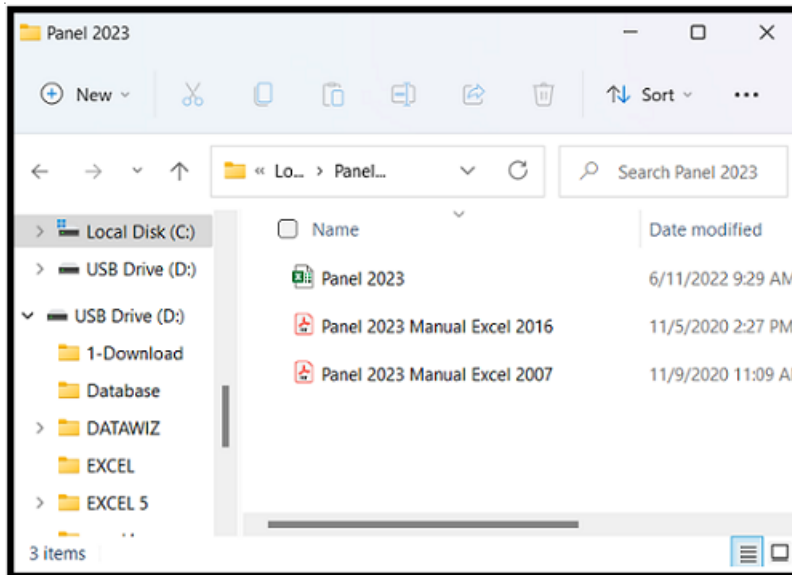 Panel 2023
New
Sort
« Lo... > Panel...
Search Panel 2023
Local Disk (C:)
USB Drive (D:)
USB Drive (D:)
1-Download
Database
DATAWIZ
EXCEL
EXCEL 5
Name Date modified
Panel 2023 6/11/2022 9:29 AM
Panel 2023 Manual Excel 2016 11/5/2020 2:27 PM
Panel 2023 Manual Excel 2007 11/9/2020 11:09 A
3 items